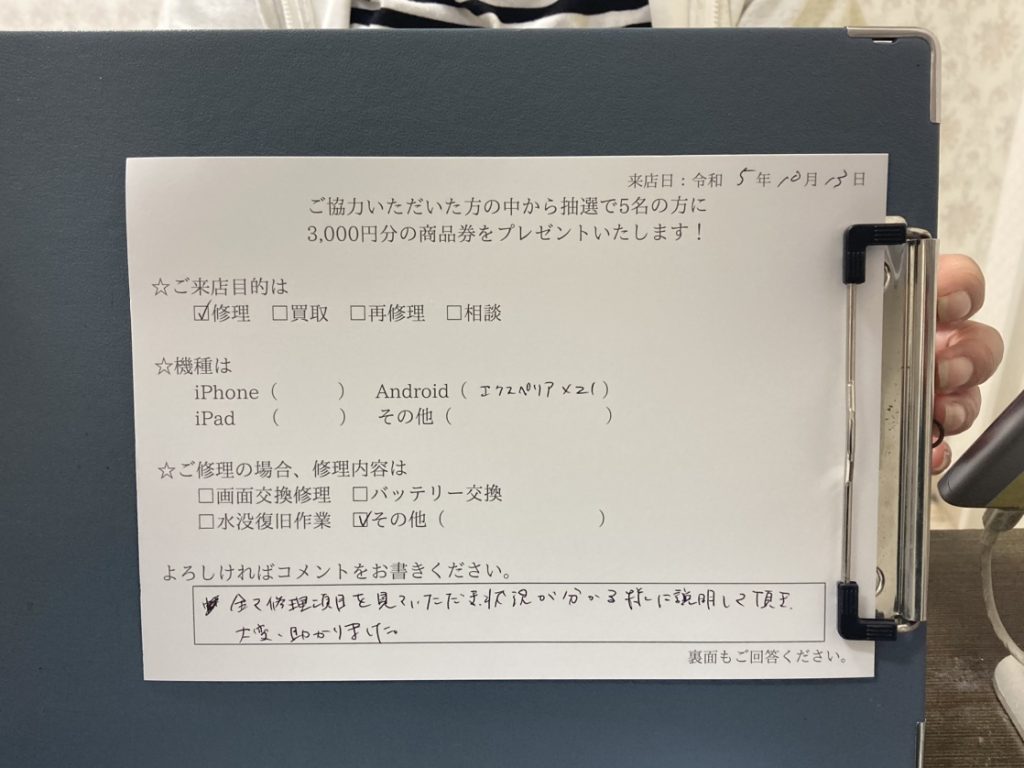 来店日:令和 5年10月13日
ご協力いただいた方の中から抽選で5名の方に
3,000円分の商品券をプレゼントいたします!
☆ご来店目的は
☑修理 □買取 □再修理 □相談
☆機種は
iPhone( ) Android( エクスペリア×21)
iPad ( ) その他( )
☆ご修理の場合、修理内容は
□画面交換修理 □バッテリー交換
□水没復旧作業 ☑その他( )
よろしければコメントをお書きください。
全て修理項目を見ていただき状況が分かる様に説明して頂き、
大変、助かりました。
裏面もご回答ください。